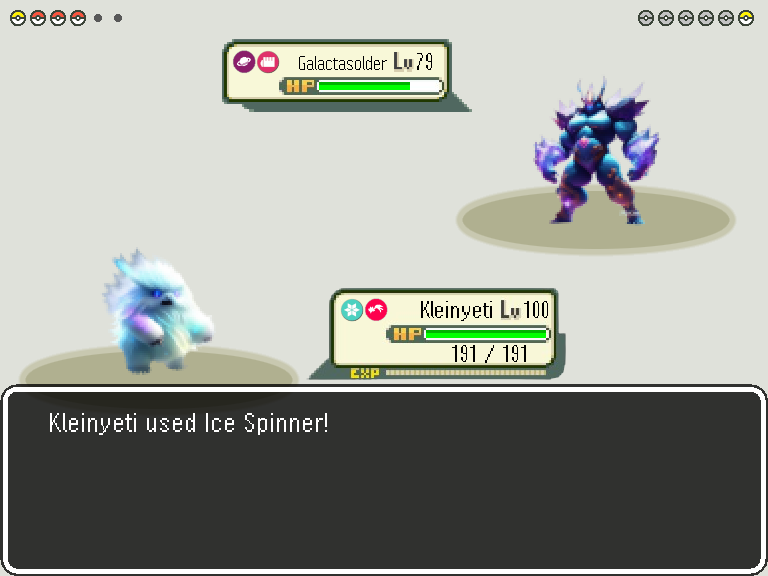 Galactasolder Lv79
HP
Kleinyeti Lv100
HP
191 / 191
EXP
Kleinyeti used Ice Spinner!